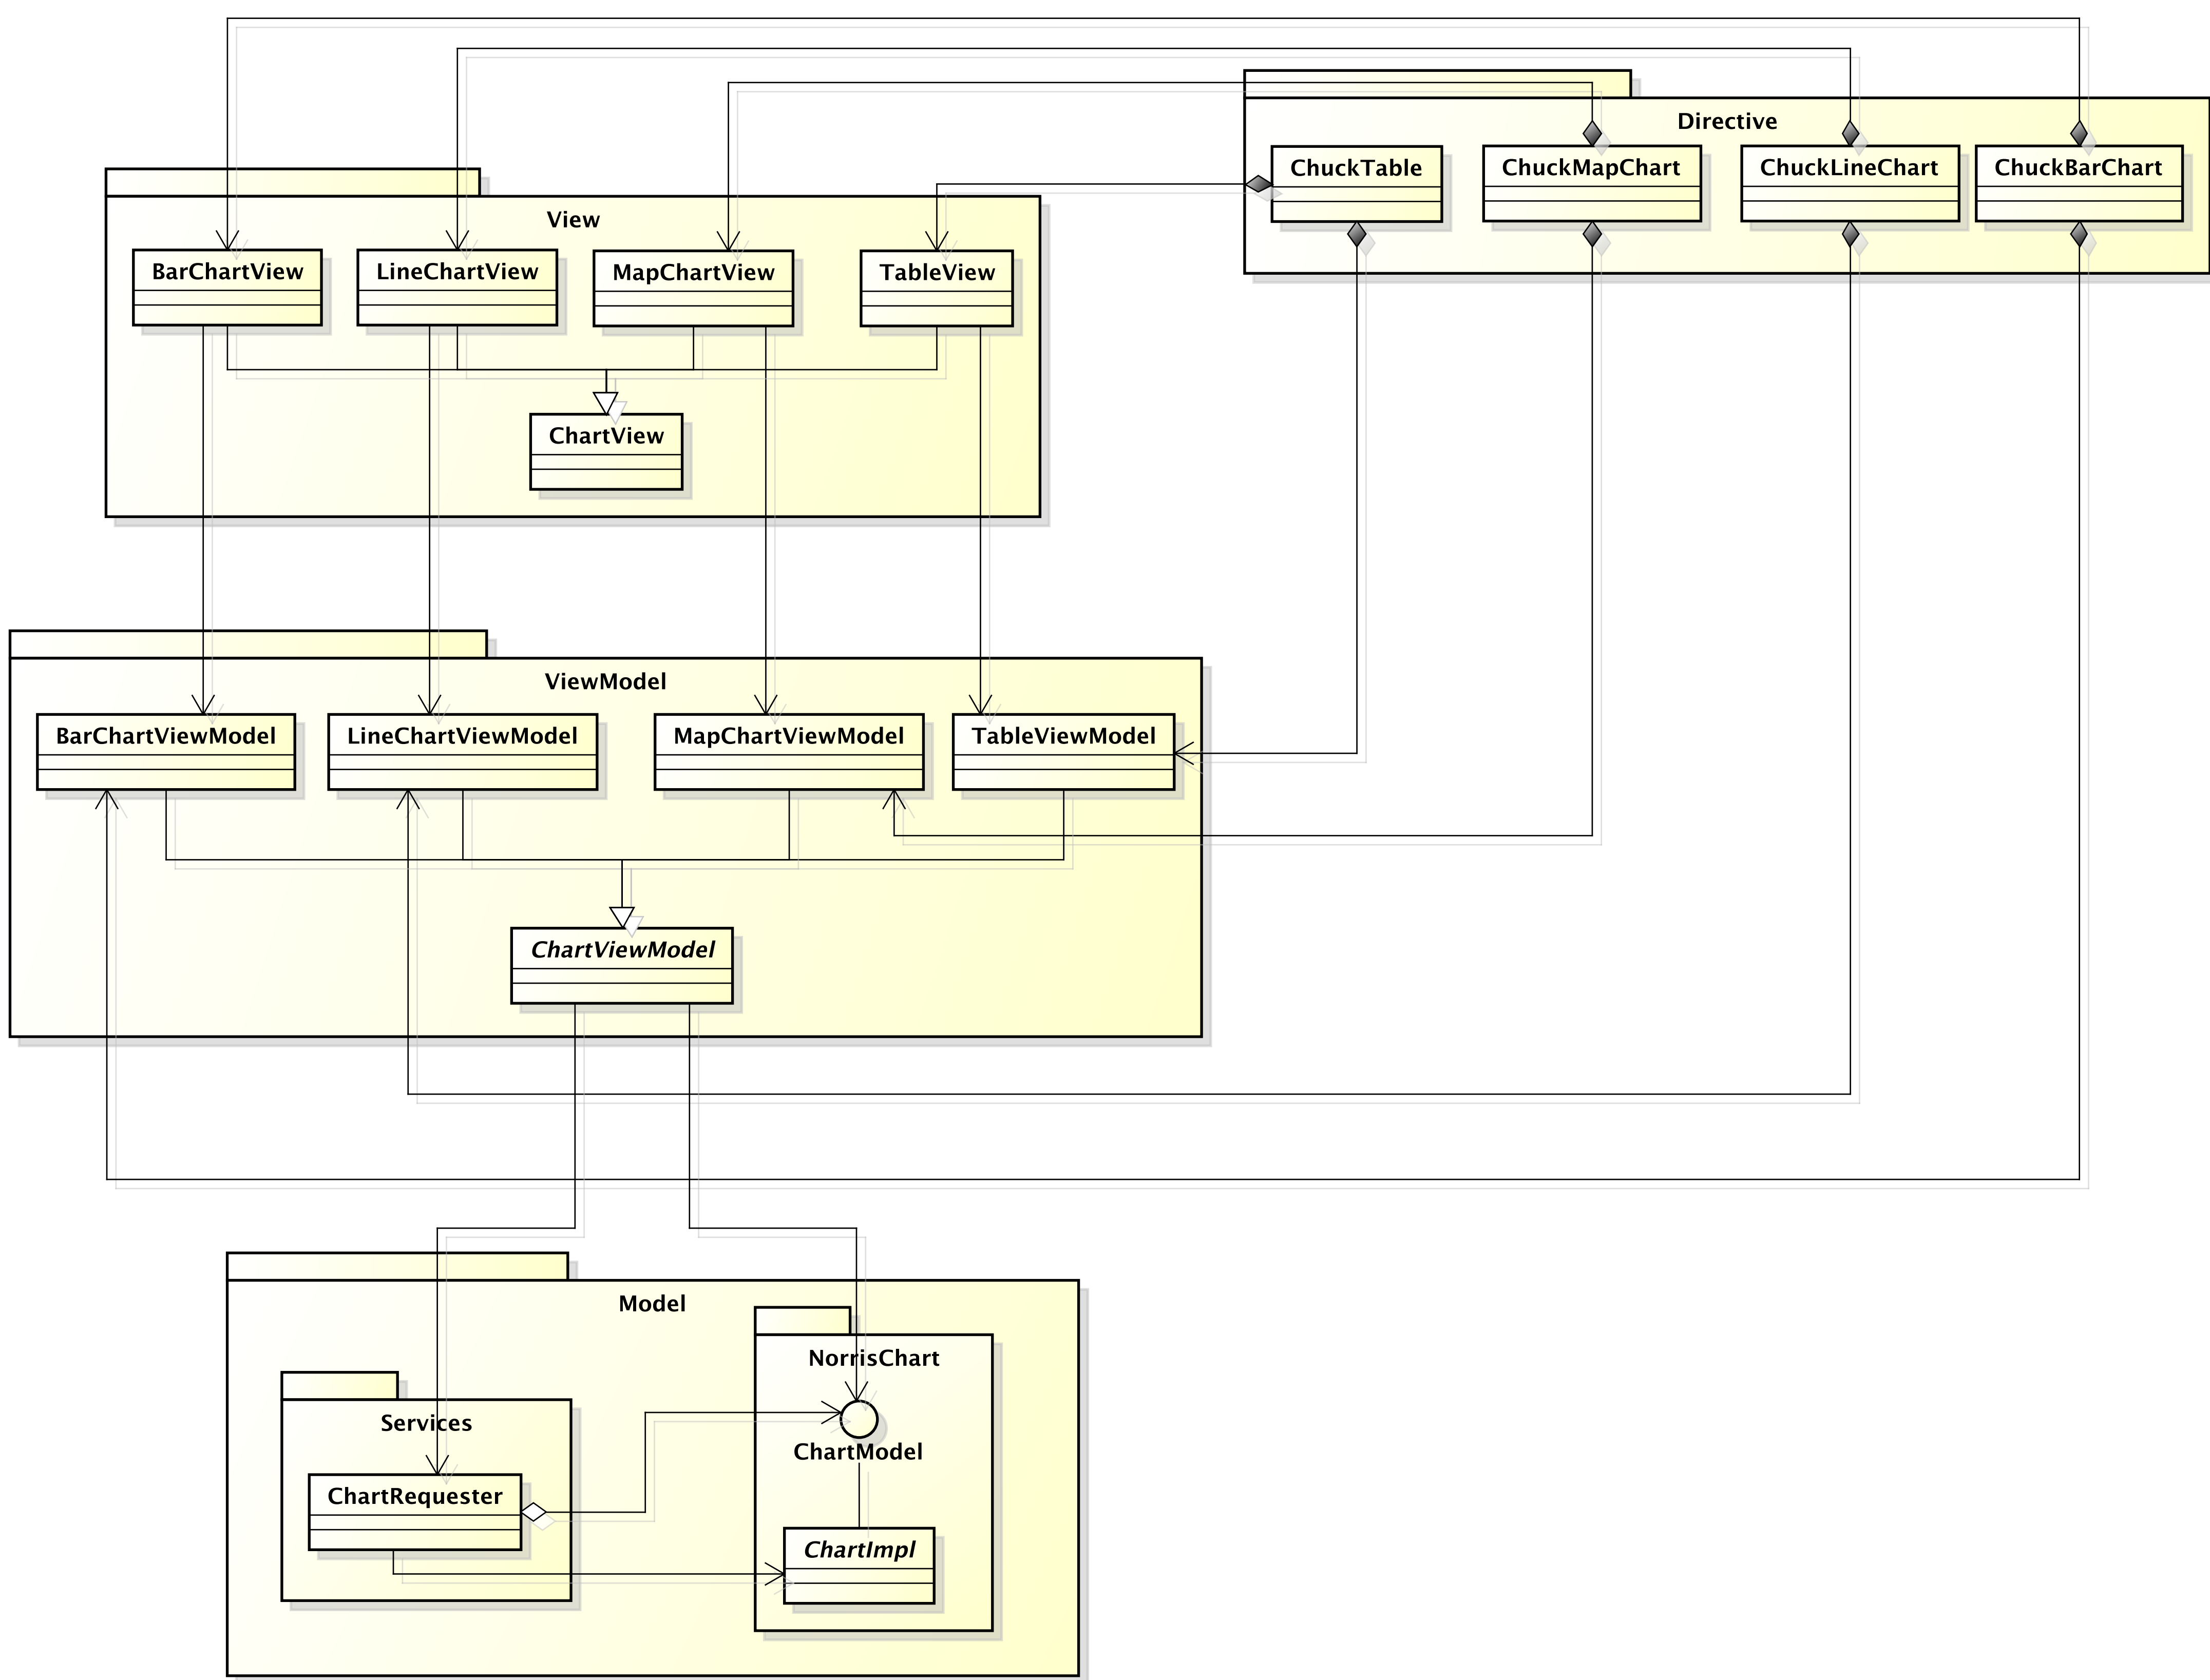 Directive
ChuckTable
ChuckMapChart
ChuckLineChart
ChuckBarChart
View
BarChartView
LineChartView
MapChartView
TableView
ChartView
ViewModel
BarChartViewModel
LineChartViewModel
MapChartViewModel
TableViewModel
ChartViewModel
Model
NorrisChart
Services
ChartModel
ChartRequester
ChartImpl